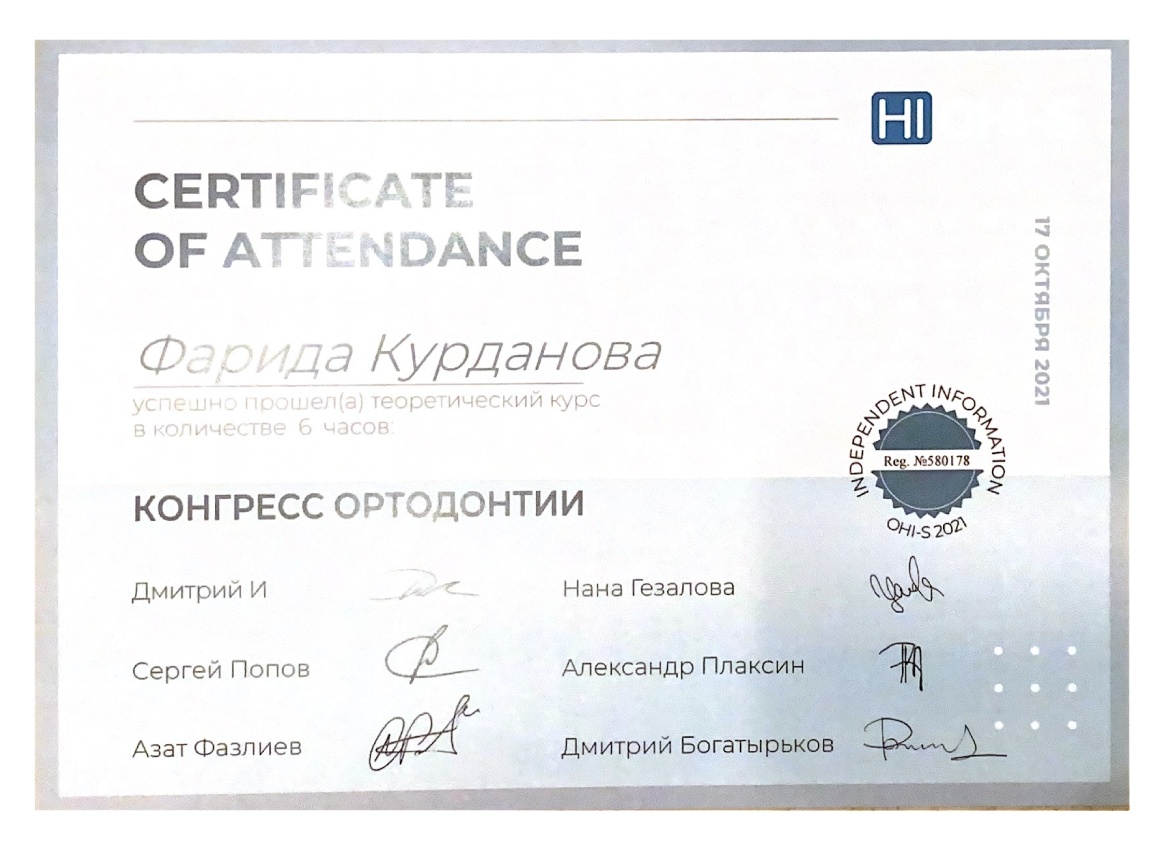 HI
CERTIFICATE
OF ATTENDANCE
17 ОКТЯБРЯ 2021
Фарида Курданова
успешно прошел(а) теоретический курс
в количестве 6 часов:
INDEPENDENT INFORMATION
Reg. №580178
OHI-S 2021
КОНГРЕСС ОРТОДОНТИИ
Дмитрий И
Нана Гезалова
Сергей Попов
Александр Плаксин
Азат Фазлиев
Дмитрий Богатырьков